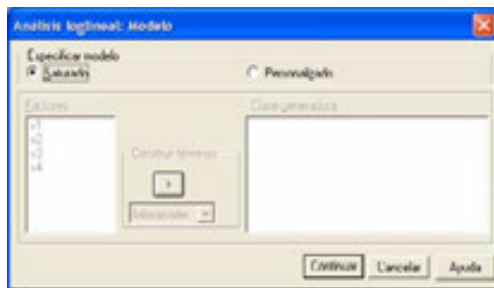 Análisis loglineal: Modelo
Especificar modelo
Saturado
Personalizado
Factores
Clase generadora
Construir términos
Interacción
Continuar
Cancelar
Ayuda